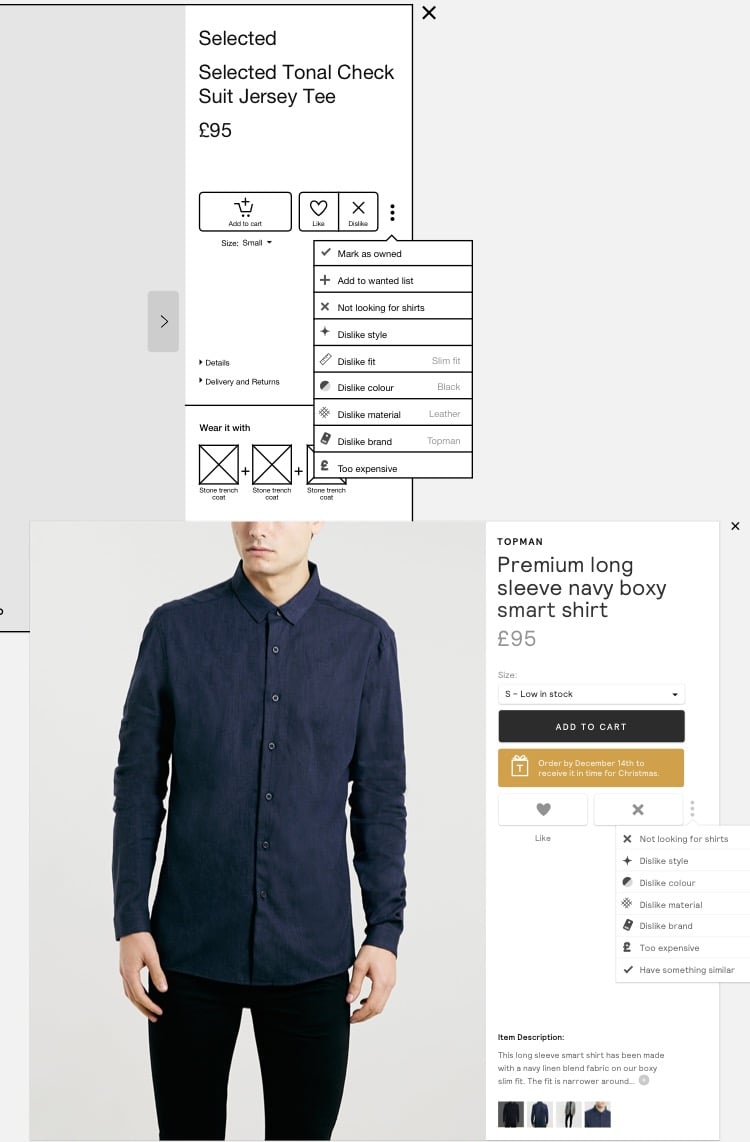 Selected
Selected Tonal Check
Suit Jersey Tee
£95
Add to cart
Like
Dislike
Size: Small
Mark as owned
Add to wanted list
Not looking for shirts
Dislike style
Dislike fit Slim fit
Dislike colour Black
Dislike material Leather
Dislike brand Topman
£ Too expensive
Details
Delivery and Returns
Wear it with
+ +
Stone trench Stone trench Stone trench
coat coat coat
TOPMAN
Premium long
sleeve navy boxy
smart shirt
£95
Size:
S – Low in stock
ADD TO CART
T
Order by December 14th to
receive it in time for Christmas.
Like
Not looking for shirts
Dislike style
Dislike colour
Dislike material
Dislike brand
£ Too expensive
Have something similar
Item Description:
This long sleeve smart shirt has been made
with a navy linen blend fabric on our boxy
slim fit. The fit is narrower around... +